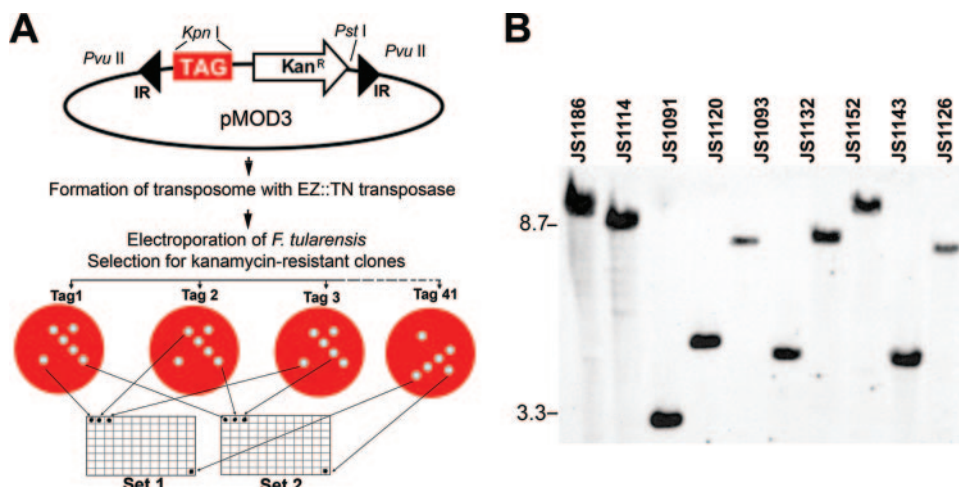 A
Kpn I
Pst I
Pvu II
TAG
KanR
Pvu II
IR
IR
pMOD3
Formation of transposome with EZ::TN transposase
Electroporation of F. tularensis
Selection for kanamycin-resistant clones
Tag1
Tag 2
Tag 3
Tag 41
Set 1
Set 2
B
JS1186
JS1114
JS1091
JS1120
JS1093
JS1132
JS1152
JS1143
JS1126
8.7
3.3